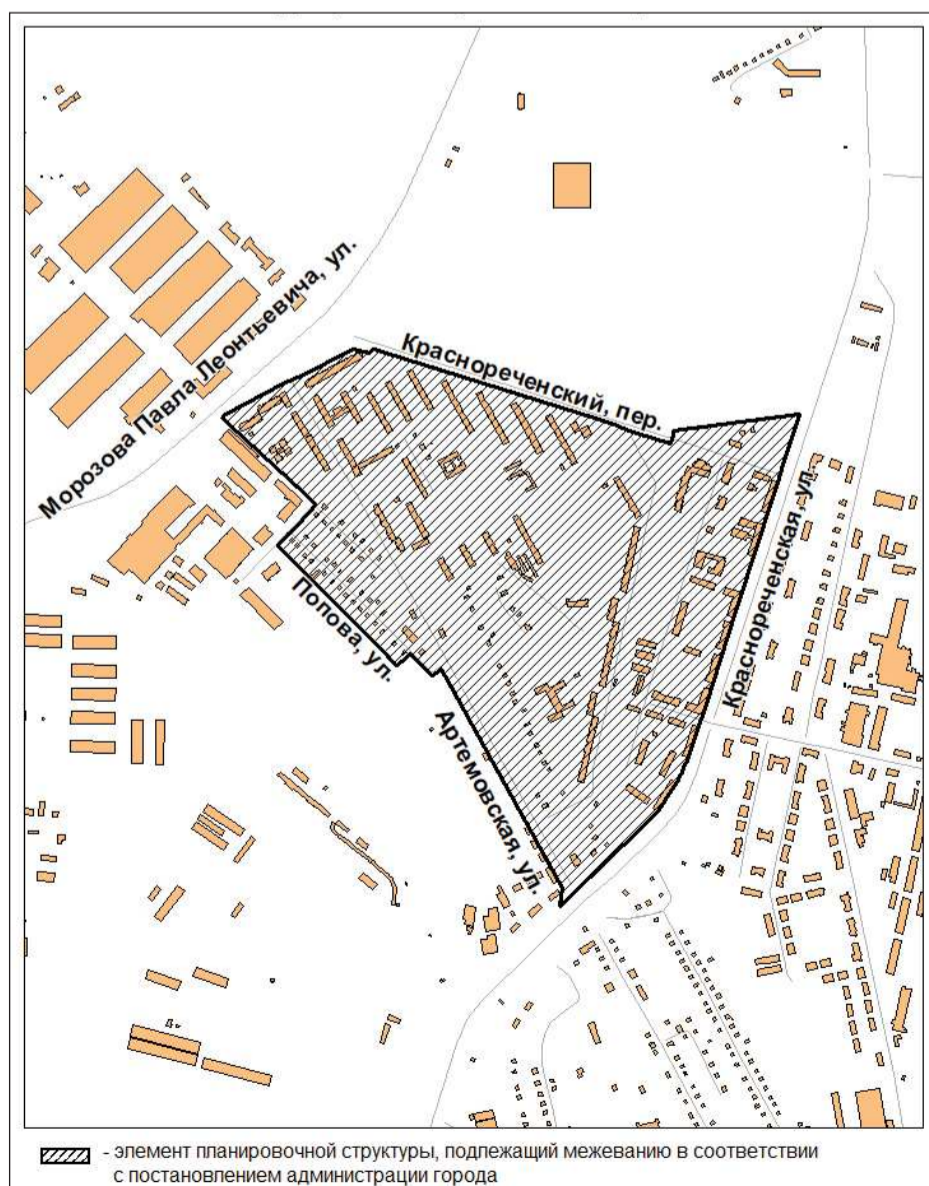 Морозова Павла Леонтьевича, ул.
Краснореченский, пер.
Краснореченская, ул.
Попова, ул.
Артемовская, ул.
- элемент планировочной структуры, подлежащий межеванию в соответствии
с постановлением администрации города